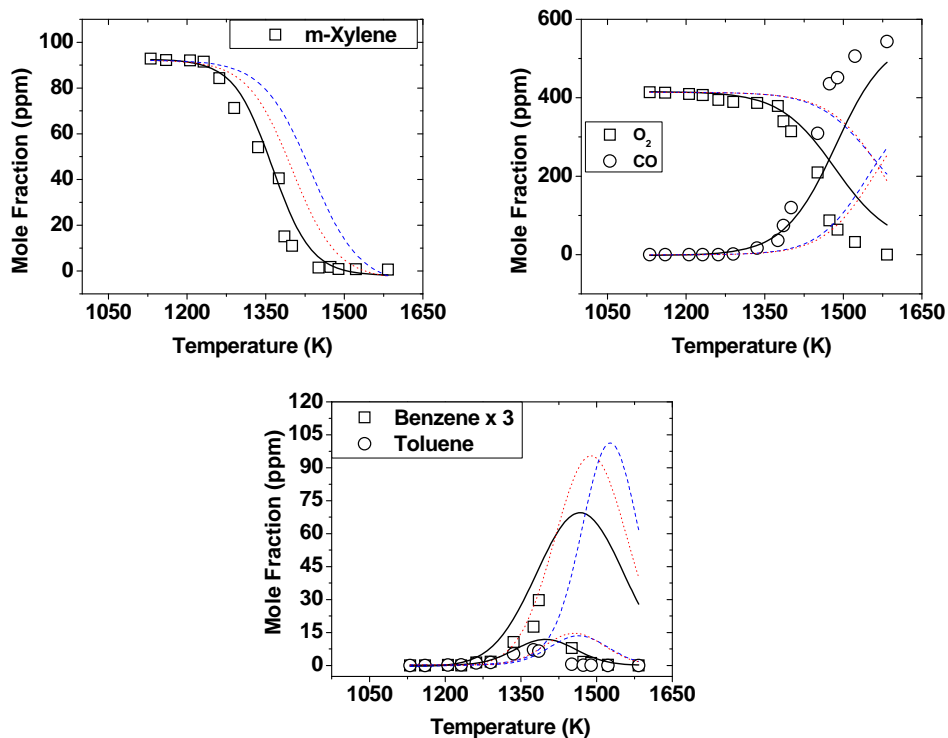 m-Xylene
100
80
60
40
20
0
Mole Fraction (ppm)
1050 1200 1350 1500 1650
Temperature (K)
600
400
200
0
Mole Fraction (ppm)
O₂
CO
1050 1200 1350 1500 1650
Temperature (K)
Benzene x 3
Toluene
120
105
90
75
60
45
30
15
0
Mole Fraction (ppm)
1050 1200 1350 1500 1650
Temperature (K)